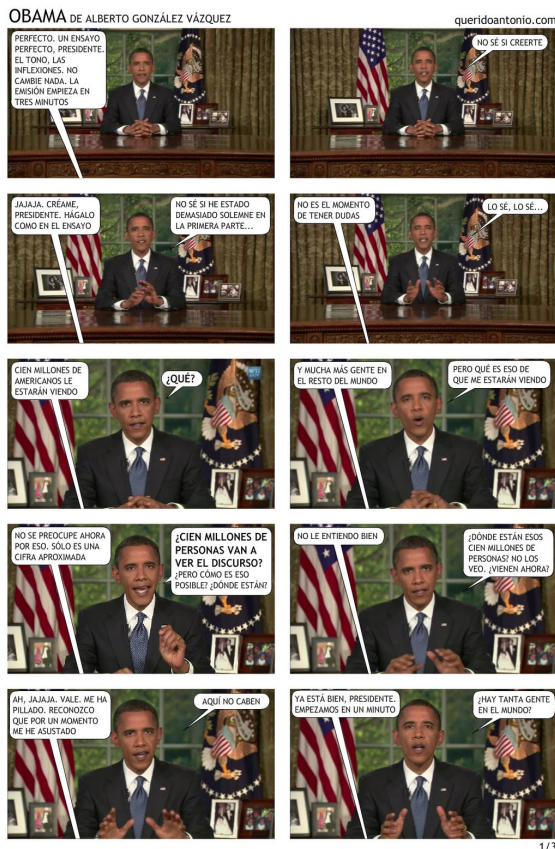 OBAMA DE ALBERTO GONZÁLEZ VÁZQUEZ
queridoantonio.com
PERFECTO. UN ENSAYO
PERFECTO, PRESIDENTE.
EL TONO, LAS
INFLEXIONES. NO
CAMBIE NADA. LA
EMISIÓN EMPIEZA EN
TRES MINUTOS
NO SÉ SI CREERTE
JAJAJA. CRÉAME,
PRESIDENTE. HÁGALO
COMO EN EL ENSAYO
NO SÉ SI HE ESTADO
DEMASIADO SOLEMNE EN
LA PRIMERA PARTE...
NO ES EL MOMENTO
DE TENER DUDAS
LO SÉ, LO SÉ...
CIEN MILLONES DE
AMERICANOS LE
ESTARÁN VIENDO
¿QUÉ?
Y MUCHA MÁS GENTE EN
EL RESTO DEL MUNDO
PERO QUÉ ES ESO DE
QUE ME ESTARÁN VIENDO
NO SE PREOCUPE AHORA
POR ESO. SÓLO ES UNA
CIFRA APROXIMADA
¿CIEN MILLONES DE
PERSONAS VAN A
VER EL DISCURSO?
¿PERO CÓMO ES ESO
POSIBLE? ¿DÓNDE ESTÁN?
NO LE ENTIENDO BIEN
¿DÓNDE ESTÁN ESOS
CIEN MILLONES DE
PERSONAS? NO LOS
VEO. ¿VIENEN AHORA?
AH, JAJAJA. VALE. ME HA
PILLADO. RECONOZCO
QUE POR UN MOMENTO
ME HE ASUSTADO
AQUÍ NO CABEN
YA ESTÁ BIEN, PRESIDENTE.
EMPEZAMOS EN UN MINUTO
¿HAY TANTA GENTE
EN EL MUNDO?
1/3